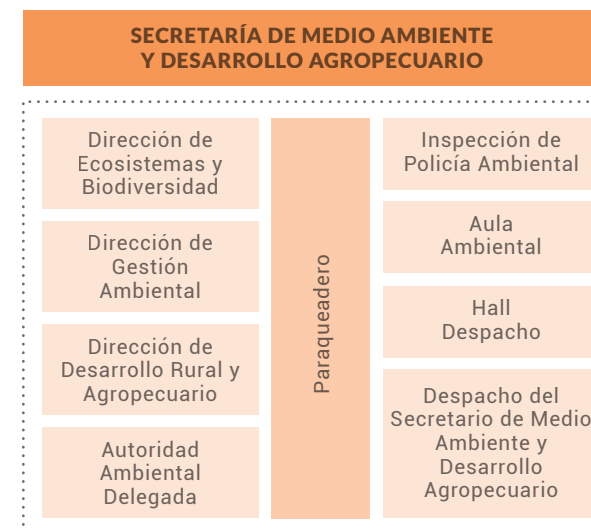 SECRETARÍA DE MEDIO AMBIENTE
Y DESARROLLO AGROPECUARIO
Dirección de
Ecosistemas y
Biodiversidad
Dirección de
Gestión
Ambiental
Dirección de
Desarrollo Rural y
Agropecuario
Autoridad
Ambiental
Delegada
Paraqueadero
Inspección de
Policía Ambiental
Aula
Ambiental
Hall
Despacho
Despacho del
Secretario de Medio
Ambiente y
Desarrollo
Agropecuario